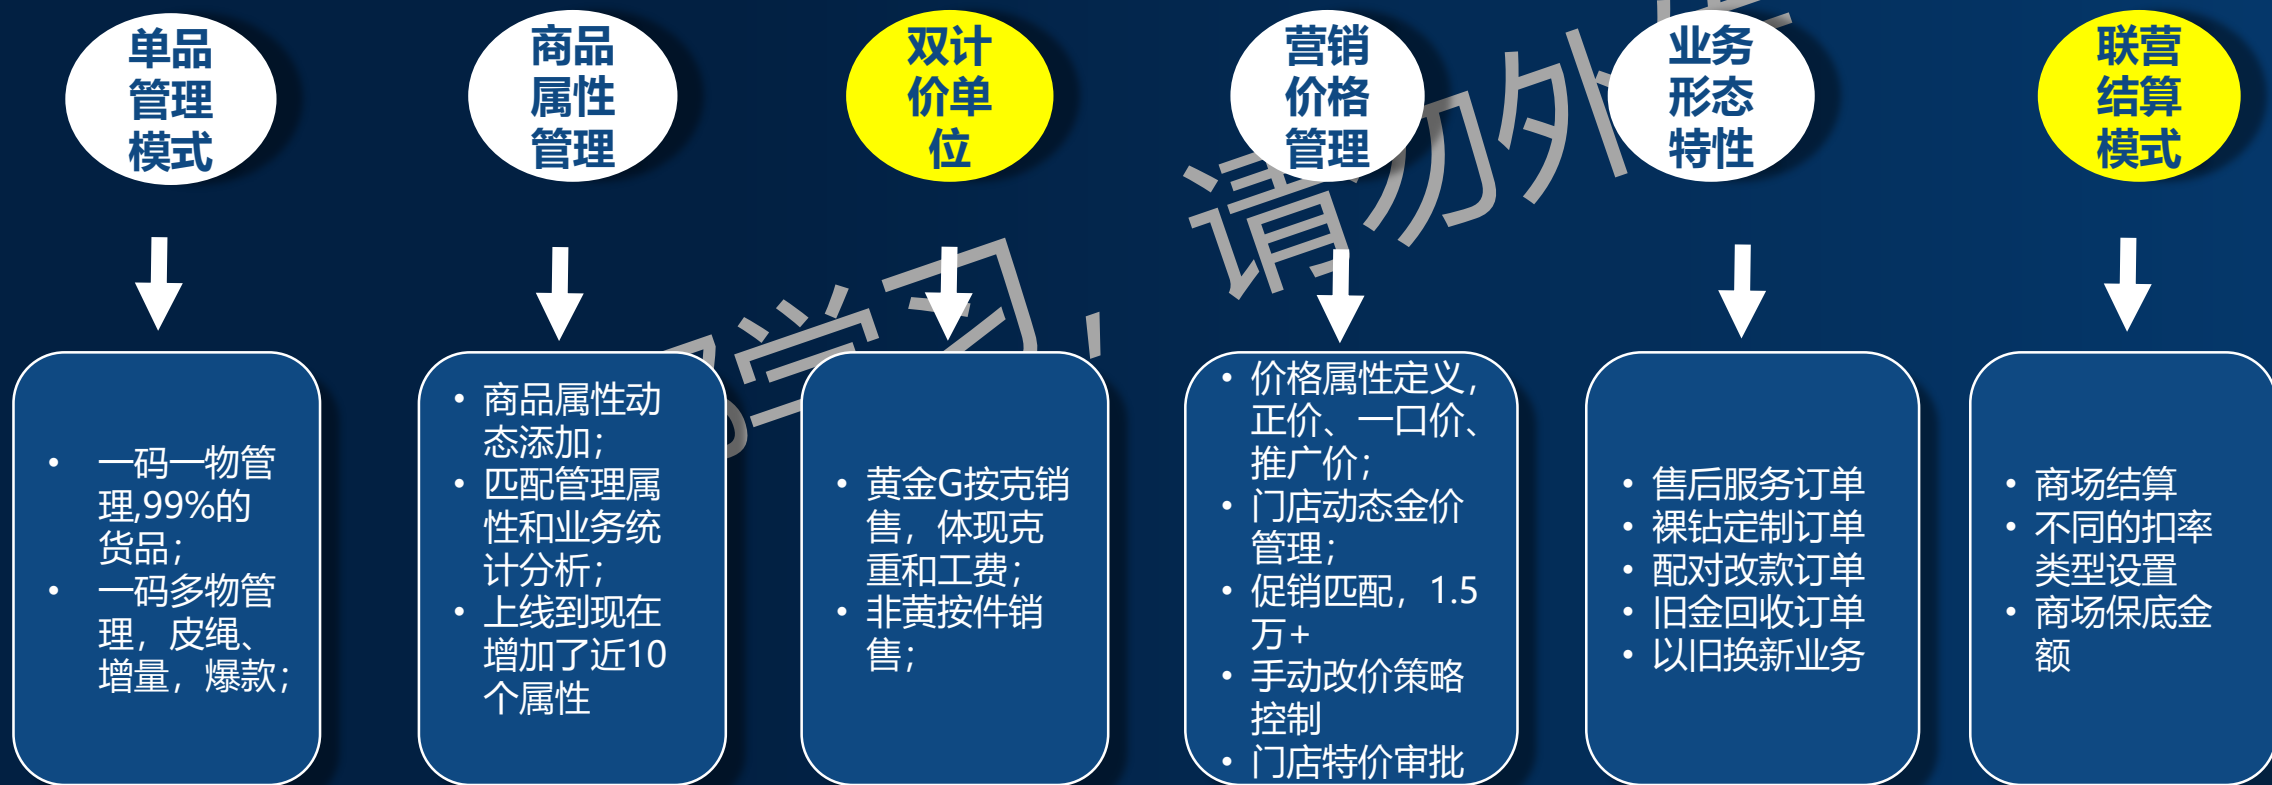 单品
管理
模式
商品
属性
管理
双计
价单
位
营销
价格
管理
业务
形态
特性
联营
结算
模式
• 一码一物管
理,99%的
货品；
• 一码多物管
理，皮绳、
增量，爆款；
• 商品属性动
态添加；
• 匹配管理属
性和业务统
计分析；
• 上线到现在
增加了近10
个属性
• 黄金G按克销
售，体现克
重和工费；
• 非黄按件销
售；
• 价格属性定义，
正价、一口价、
推广价；
• 门店动态金价
管理；
• 促销匹配，1.5
万+
• 手动改价策略
控制
• 门店特价审批
• 售后服务订单
• 裸钻定制订单
• 配对改款订单
• 旧金回收订单
• 以旧换新业务
• 商场结算
• 不同的扣率
类型设置
• 商场保底金
额
学习，请勿外